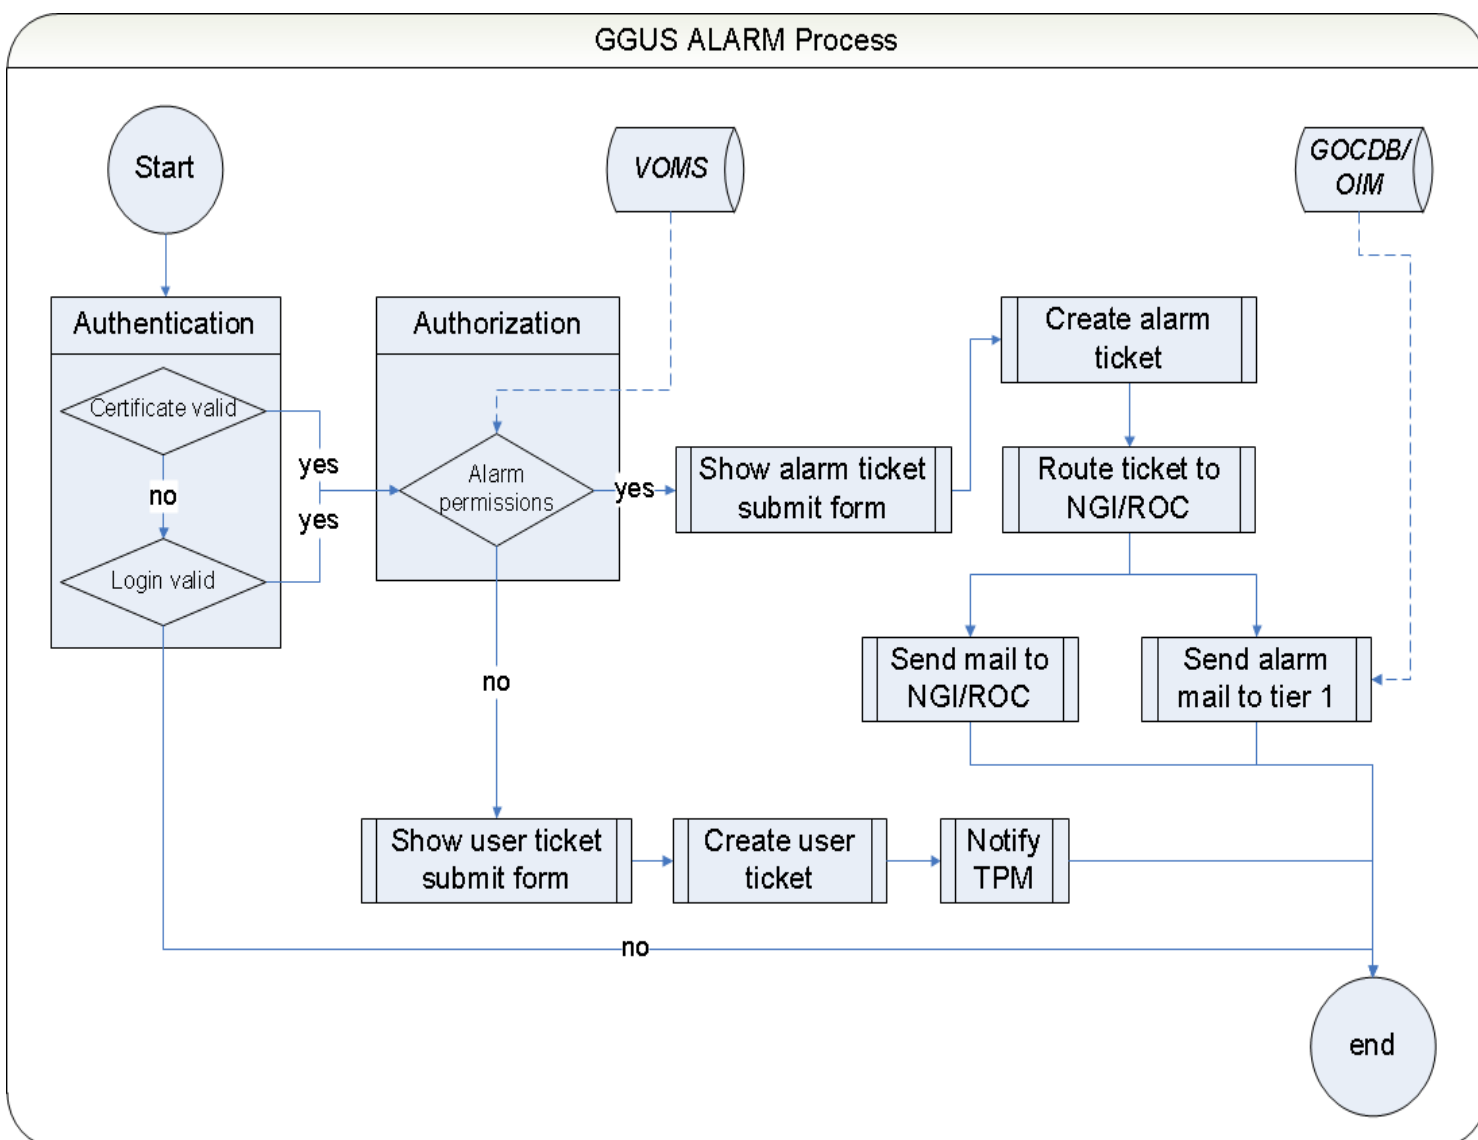 GGUS ALARM Process
Start
VOMS
GOCDB/
OIM
Authentication
Authorization
Create alarm
ticket
Certificate valid
yes
no
yes
Login valid
Alarm
permissions
yes
Show alarm ticket
submit form
Route ticket to
NGI/ROC
no
Send mail to
NGI/ROC
Send alarm
mail to tier 1
Show user ticket
submit form
Create user
ticket
Notify
TPM
no
end